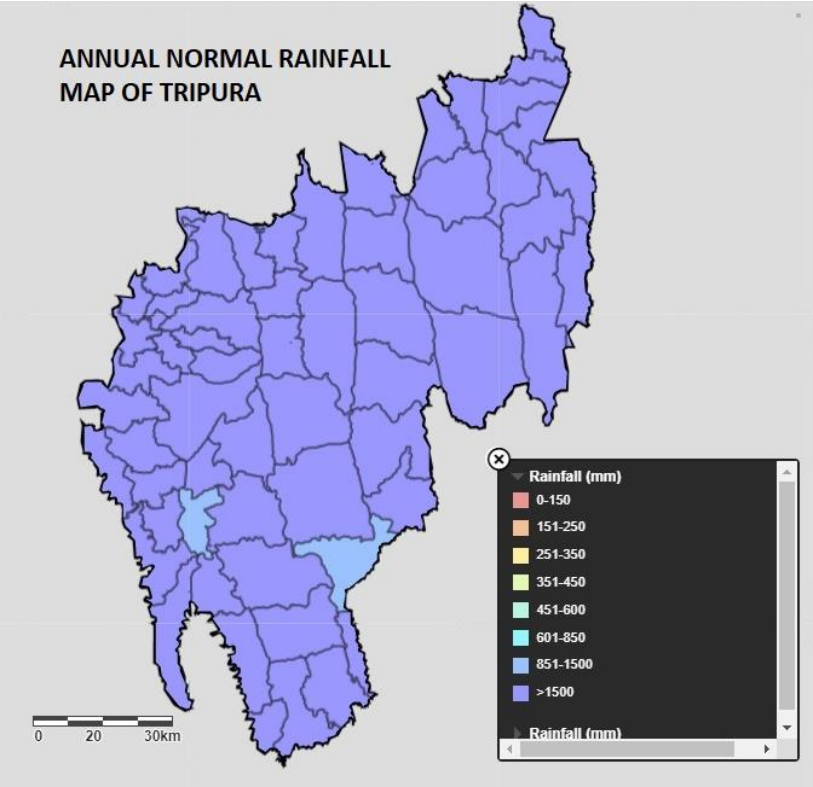 ANNUAL NORMAL RAINFALL
MAP OF TRIPURA
Rainfall (mm)
0-150
151-250
251-350
351-450
451-600
601-850
851-1500
>1500
Rainfall (mm)
0 20 30km